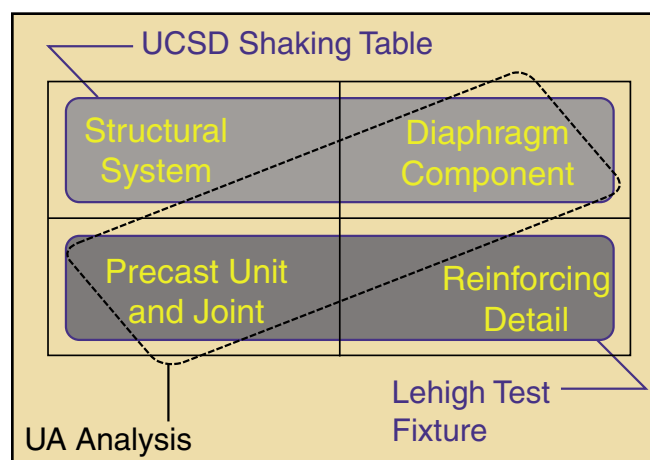 UCSD Shaking Table
Structural
System
Diaphragm
Component
Precast Unit
and Joint
Reinforcing
Detail
Lehigh Test
Fixture
UA Analysis